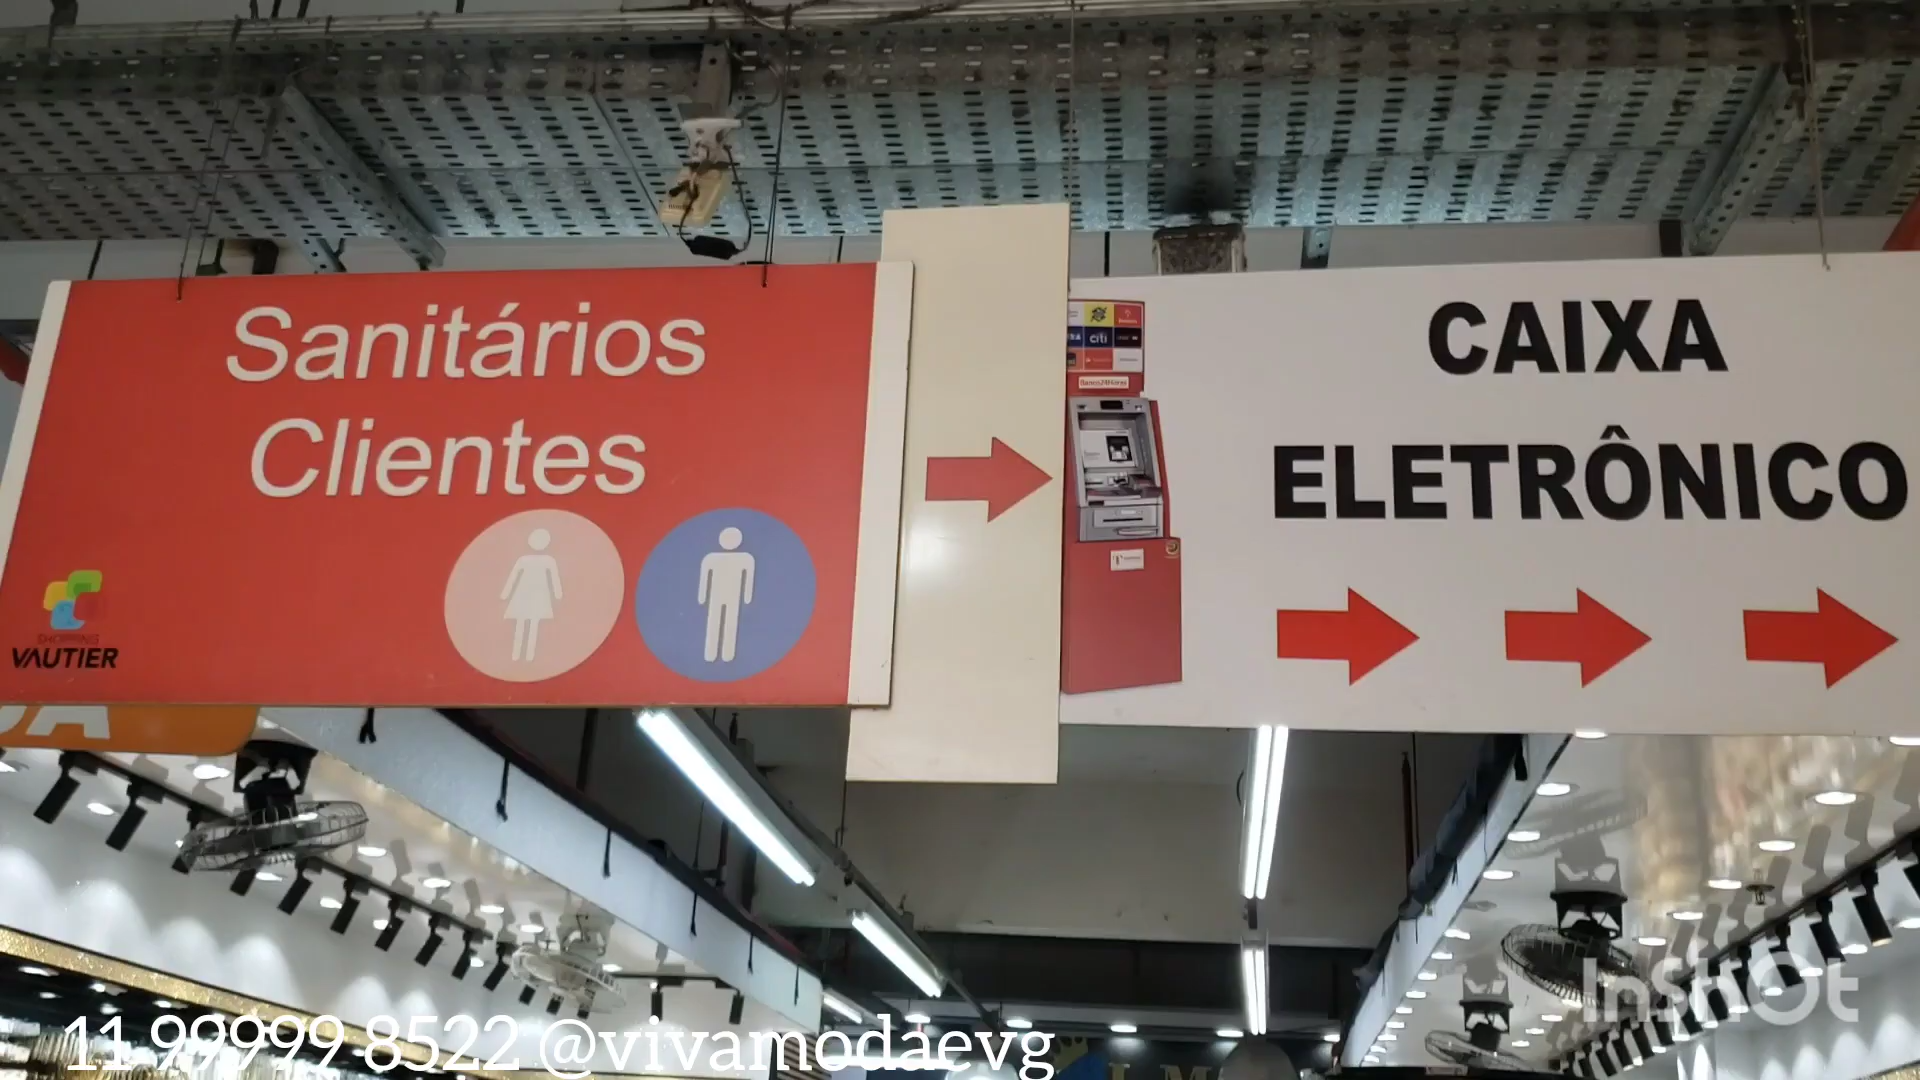 Sanitários
Clientes
SHOPPING
VAUTIER
CAIXA
ELETRÔNICO
citi
Banco24Horas
InShOt
11 99999 8522 @vivamodaevg